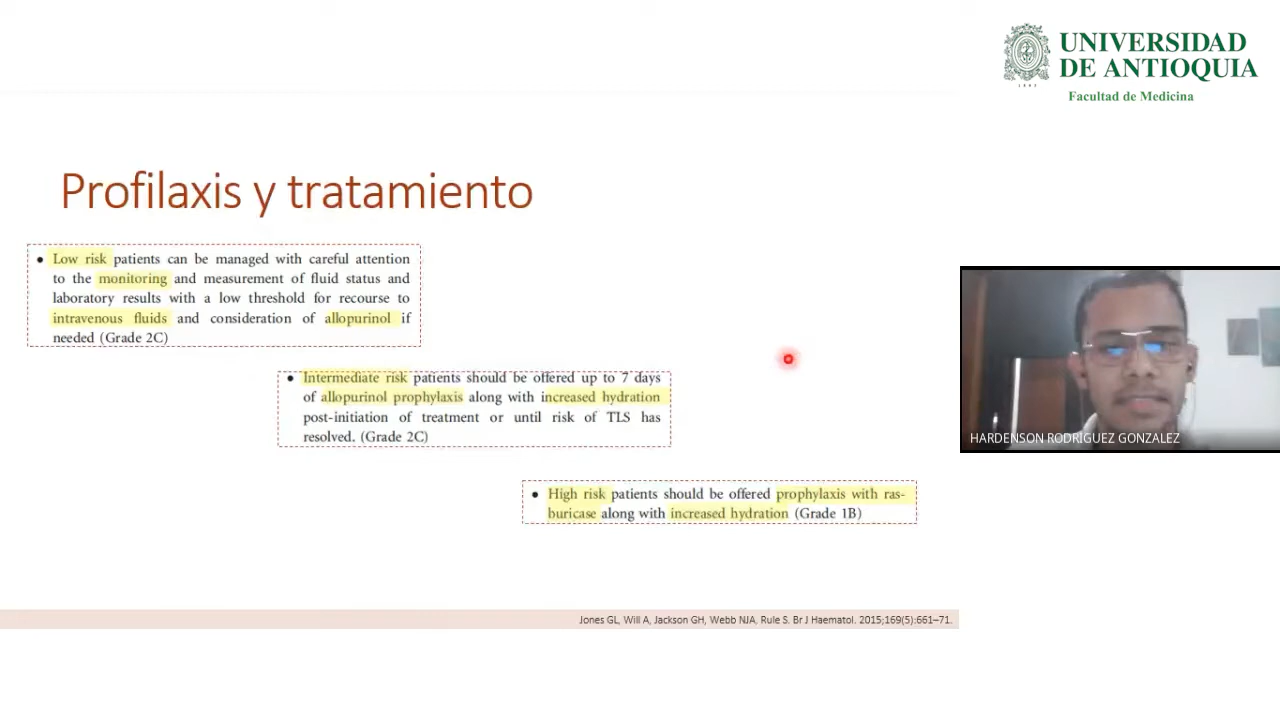 UNIVERSIDAD
DE ANTIOQUIA
Facultad de Medicina
1 8 0 3
Profilaxis y tratamiento
• Low risk patients can be managed with careful attention
to the monitoring and measurement of fluid status and
laboratory results with a low threshold for recourse to
intravenous fluids and consideration of allopurinol if
needed (Grade 2C)
• Intermediate risk patients should be offered up to 7 days
of allopurinol prophylaxis along with increased hydration
post-initiation of treatment or until risk of TLS has
resolved. (Grade 2C)
• High risk patients should be offered prophylaxis with ras-
buricase along with increased hydration (Grade 1B)
HARDENSON RODRIGUEZ GONZALEZ
Jones GL, Will A, Jackson GH, Webb NJA, Rule S. Br J Haematol. 2015;169(5):661–71.